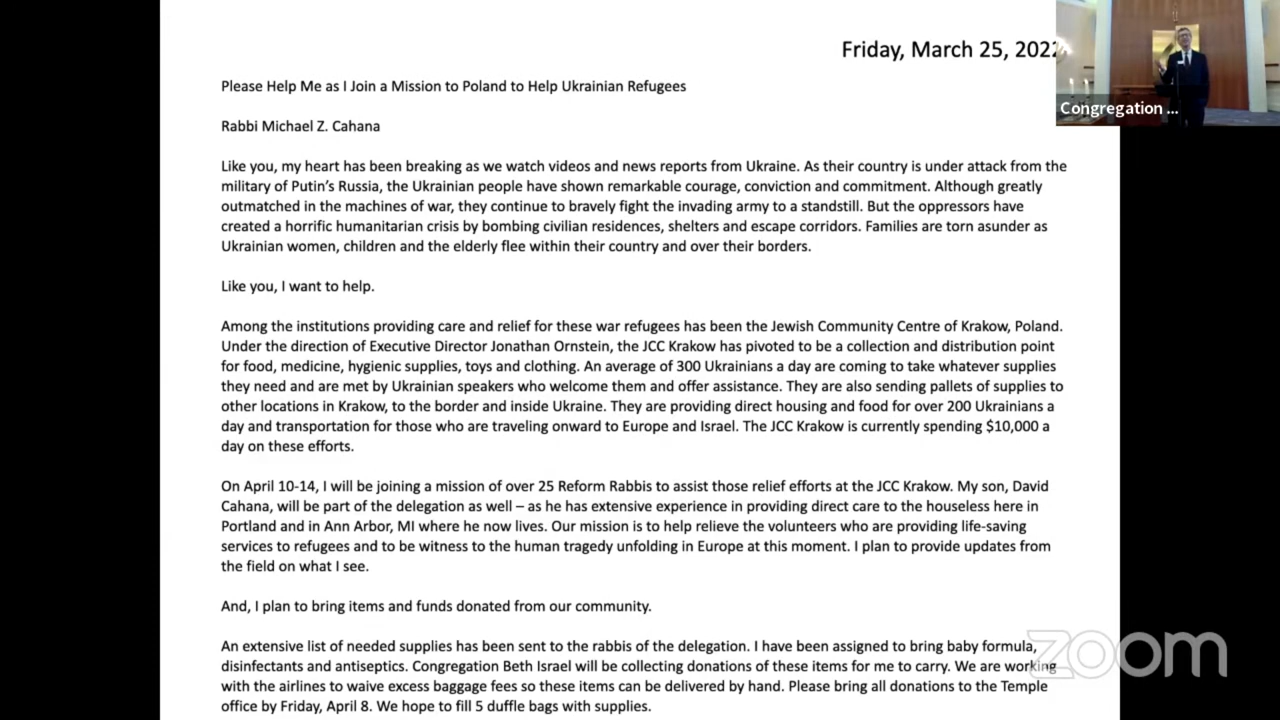 Friday, March 25, 2022
Congregation ...
Please Help Me as I Join a Mission to Poland to Help Ukrainian Refugees
Rabbi Michael Z. Cahana
Like you, my heart has been breaking as we watch videos and news reports from Ukraine. As their country is under attack from the
military of Putin's Russia, the Ukrainian people have shown remarkable courage, conviction and commitment. Although greatly
outmatched in the machines of war, they continue to bravely fight the invading army to a standstill. But the oppressors have
created a horrific humanitarian crisis by bombing civilian residences, shelters and escape corridors. Families are torn asunder as
Ukrainian women, children and the elderly flee within their country and over their borders.
Like you, I want to help.
Among the institutions providing care and relief for these war refugees has been the Jewish Community Centre of Krakow, Poland.
Under the direction of Executive Director Jonathan Ornstein, the JCC Krakow has pivoted to be a collection and distribution point
for food, medicine, hygienic supplies, toys and clothing. An average of 300 Ukrainians a day are coming to take whatever supplies
they need and are met by Ukrainian speakers who welcome them and offer assistance. They are also sending pallets of supplies to
other locations in Krakow, to the border and inside Ukraine. They are providing direct housing and food for over 200 Ukrainians a
day and transportation for those who are traveling onward to Europe and Israel. The JCC Krakow is currently spending $10,000 a
day on these efforts.
On April 10-14, I will be joining a mission of over 25 Reform Rabbis to assist those relief efforts at the JCC Krakow. My son, David
Cahana, will be part of the delegation as well – as he has extensive experience in providing direct care to the houseless here in
Portland and in Ann Arbor, MI where he now lives. Our mission is to help relieve the volunteers who are providing life-saving
services to refugees and to be witness to the human tragedy unfolding in Europe at this moment. I plan to provide updates from
the field on what I see.
And, I plan to bring items and funds donated from our community.
An extensive list of needed supplies has been sent to the rabbis of the delegation. I have been assigned to bring baby formula,
disinfectants and antiseptics. Congregation Beth Israel will be collecting donations of these items for me to carry. We are working
with the airlines to waive excess baggage fees so these items can be delivered by hand. Please bring all donations to the Temple
office by Friday, April 8. We hope to fill 5 duffle bags with supplies.
zoom